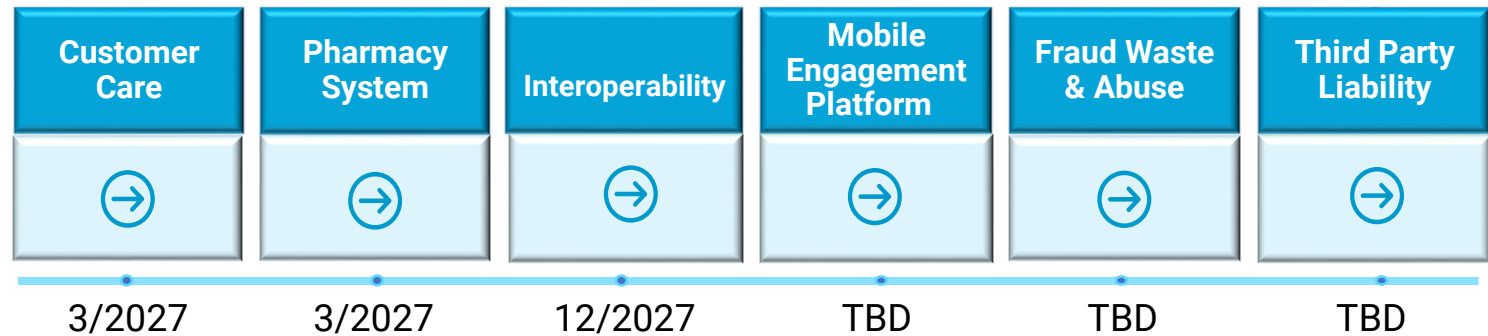 Customer
Care
Pharmacy
System
Interoperability
Mobile
Engagement
Platform
Fraud Waste
& Abuse
Third Party
Liability
3/2027
3/2027
12/2027
TBD
TBD
TBD